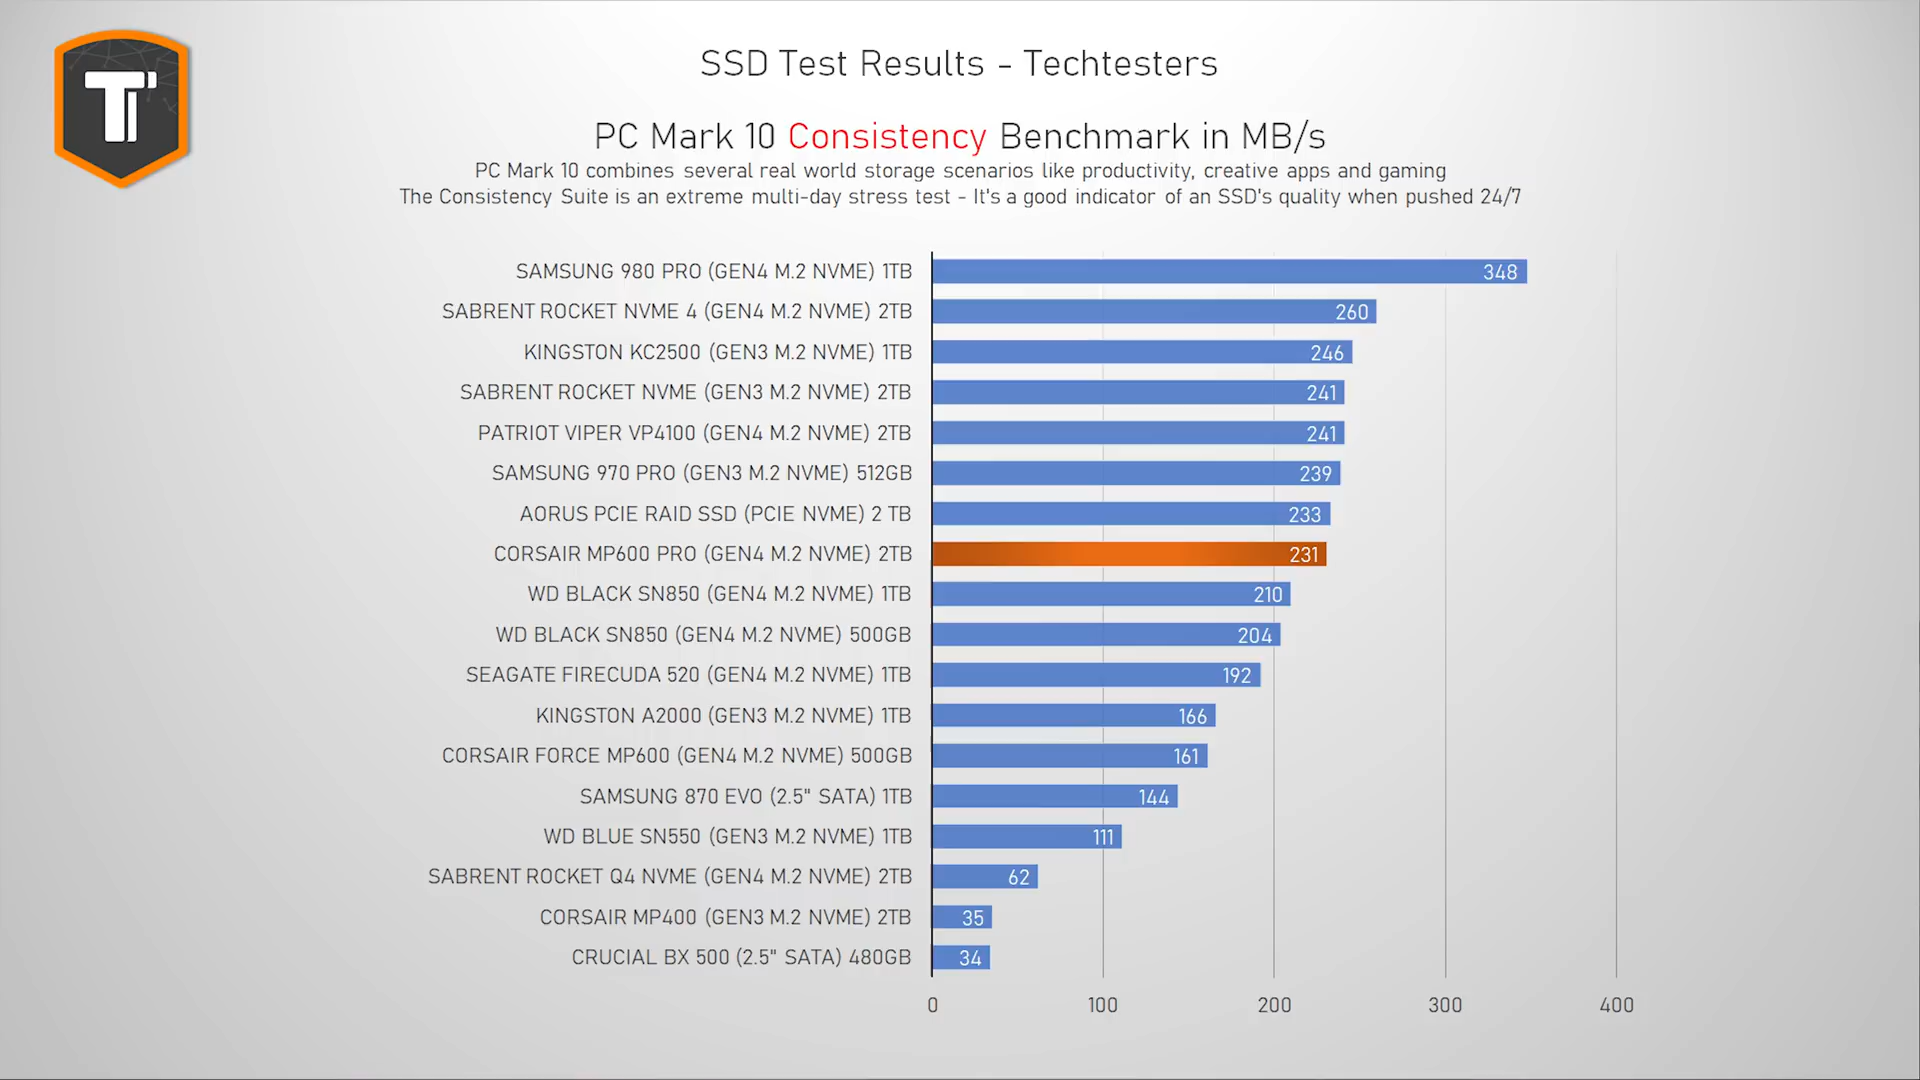 SSD Test Results - Techtesters
PC Mark 10 Consistency Benchmark in MB/s
PC Mark 10 combines several real world storage scenarios like productivity, creative apps and gaming
The Consistency Suite is an extreme multi-day stress test - It's a good indicator of an SSD's quality when pushed 24/7
SAMSUNG 980 PRO (GEN4 M.2 NVME) 1TB 348
SABRENT ROCKET NVME 4 (GEN4 M.2 NVME) 2TB 260
KINGSTON KC2500 (GEN3 M.2 NVME) 1TB 246
SABRENT ROCKET NVME (GEN3 M.2 NVME) 2TB 241
PATRIOT VIPER VP4100 (GEN4 M.2 NVME) 2TB 241
SAMSUNG 970 PRO (GEN3 M.2 NVME) 512GB 239
AORUS PCIE RAID SSD (PCIE NVME) 2 TB 233
CORSAIR MP600 PRO (GEN4 M.2 NVME) 2TB 231
WD BLACK SN850 (GEN4 M.2 NVME) 1TB 210
WD BLACK SN850 (GEN4 M.2 NVME) 500GB 204
SEAGATE FIRECUDA 520 (GEN4 M.2 NVME) 1TB 192
KINGSTON A2000 (GEN3 M.2 NVME) 1TB 166
CORSAIR FORCE MP600 (GEN4 M.2 NVME) 500GB 161
SAMSUNG 870 EVO (2.5" SATA) 1TB 144
WD BLUE SN550 (GEN3 M.2 NVME) 1TB 111
SABRENT ROCKET Q4 NVME (GEN4 M.2 NVME) 2TB 62
CORSAIR MP400 (GEN3 M.2 NVME) 2TB 35
CRUCIAL BX 500 (2.5" SATA) 480GB 34
0 100 200 300 400